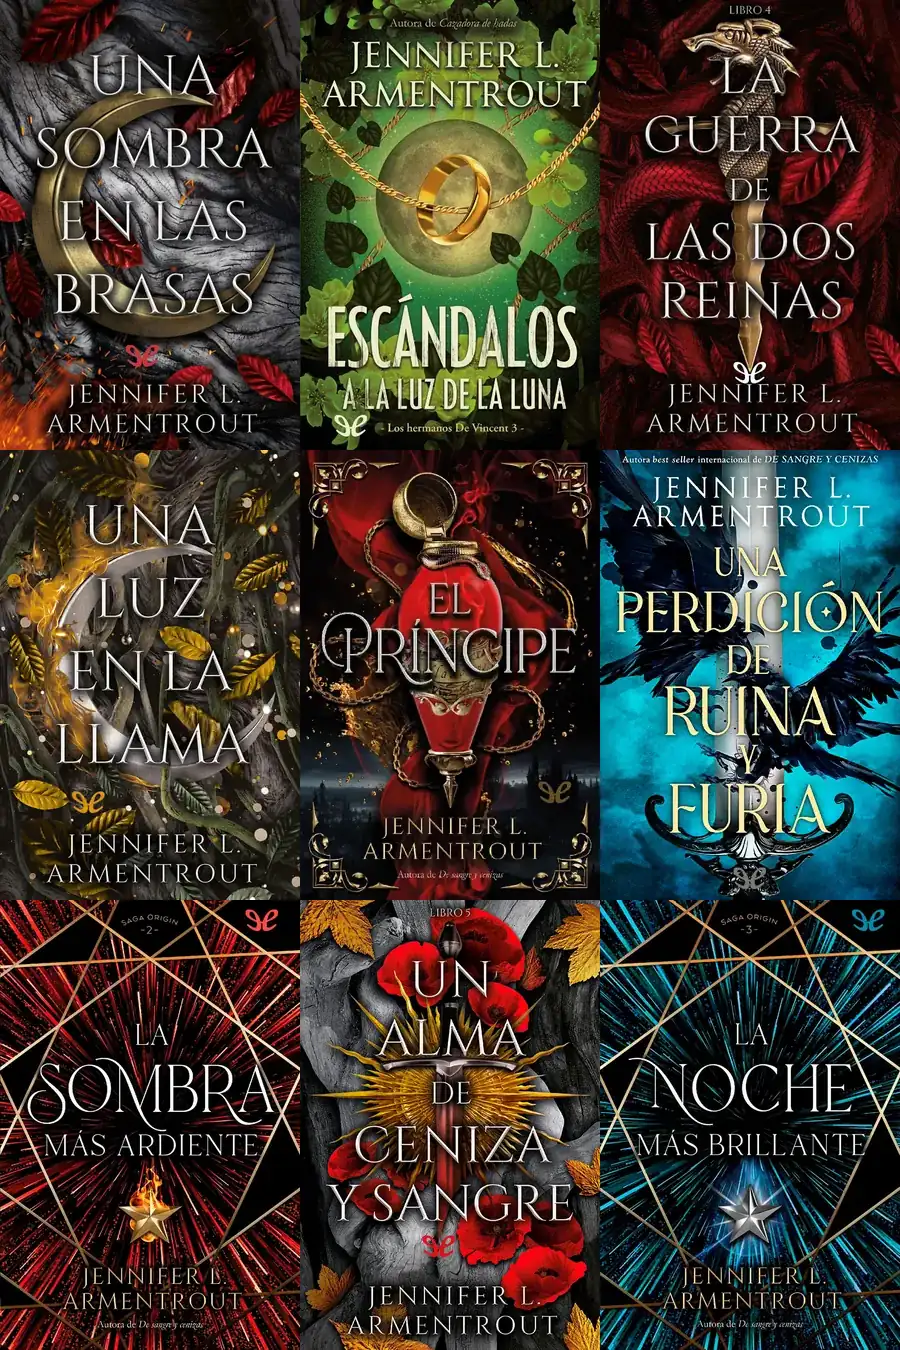 UNA
SOMBRA
EN LAS
BRASAS
JENNIFER L.
ARMENTROUT
Autora de Cazadora de hadas
JENNIFER L.
ARMENTROUT
ESCÁNDALOS
A LA LUZ DE LA LUNA
- Los hermanos De Vincent 3 -
LIBRO 4
LA
GUERRA
DE
LAS DOS
REINAS
JENNIFER L.
ARMENTROUT
UNA
LUZ
EN LA
LLAMA
JENNIFER L.
ARMENTROUT
EL
PRÍNCIPE
JENNIFER L.
ARMENTROUT
Autora de De sangre y cenizas
Autora best seller internacional de DE SANGRE Y CENIZAS
JENNIFER L.
ARMENTROUT
UNA
PERDICIÓN
DE
RUINA
Y
FURIA
SAGA ORIGIN
-2-
LA
SOMBRA
MÁS ARDIENTE
JENNIFER L.
ARMENTROUT
Autora de De sangre y cenizas
LIBRO 5
UN
ALMA
DE
CENIZA
Y SANGRE
JENNIFER L.
ARMENTROUT
SAGA ORIGIN
-3-
LA
NOCHE
MÁS BRILLANTE
JENNIFER L.
ARMENTROUT
Autora de De sangre y cenizas